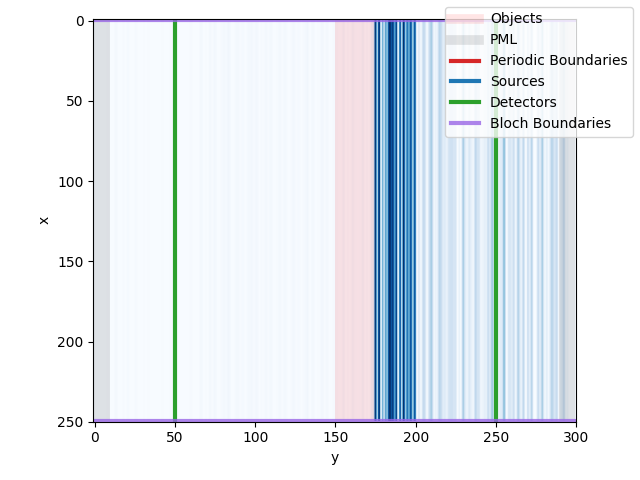 Objects
PML
Periodic Boundaries
Sources
Detectors
Bloch Boundaries
0
50
100
150
200
250
x
0 50 100 150 200 250 300
y